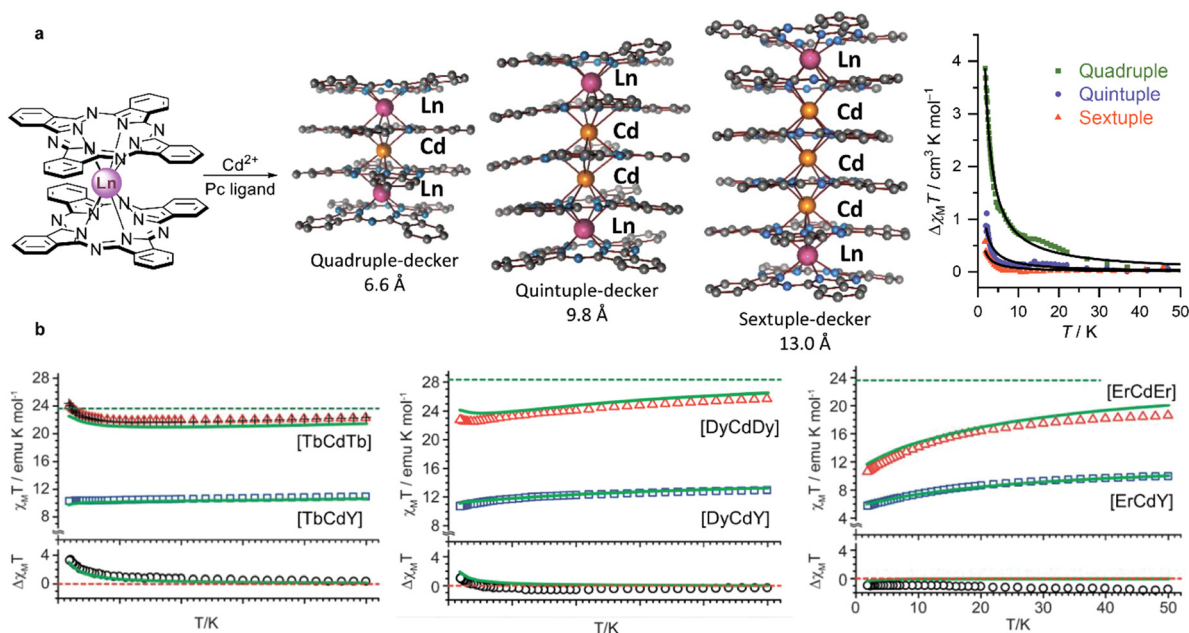 a
N
N
N
N
N
N
N
N
Ln
N
N
N
N
Cd²⁺
Pc ligand
Ln
Cd
Ln
Quadruple-decker
6.6 Å
Ln
Cd
Cd
Ln
Quintuple-decker
9.8 Å
Ln
Cd
Cd
Cd
Ln
Sextuple-decker
13.0 Å
Quadruple
Quintuple
Sextuple
ΔχMT / cm³ K mol⁻¹
4
3
2
1
0
0 10 20 30 40 50
T / K
b
χMT / emu K mol⁻¹
28
24
20
16
12
8
[TbCdTb]
[TbCdY]
ΔχMT
4
0
T/K
χMT / emu K mol⁻¹
28
24
20
16
12
8
[DyCdDy]
[DyCdY]
ΔχMT
4
0
T/K
χMT / emu K mol⁻¹
24
20
16
12
8
4
[ErCdEr]
[ErCdY]
ΔχMT
4
0
0 10 20 30 40 50
T/K